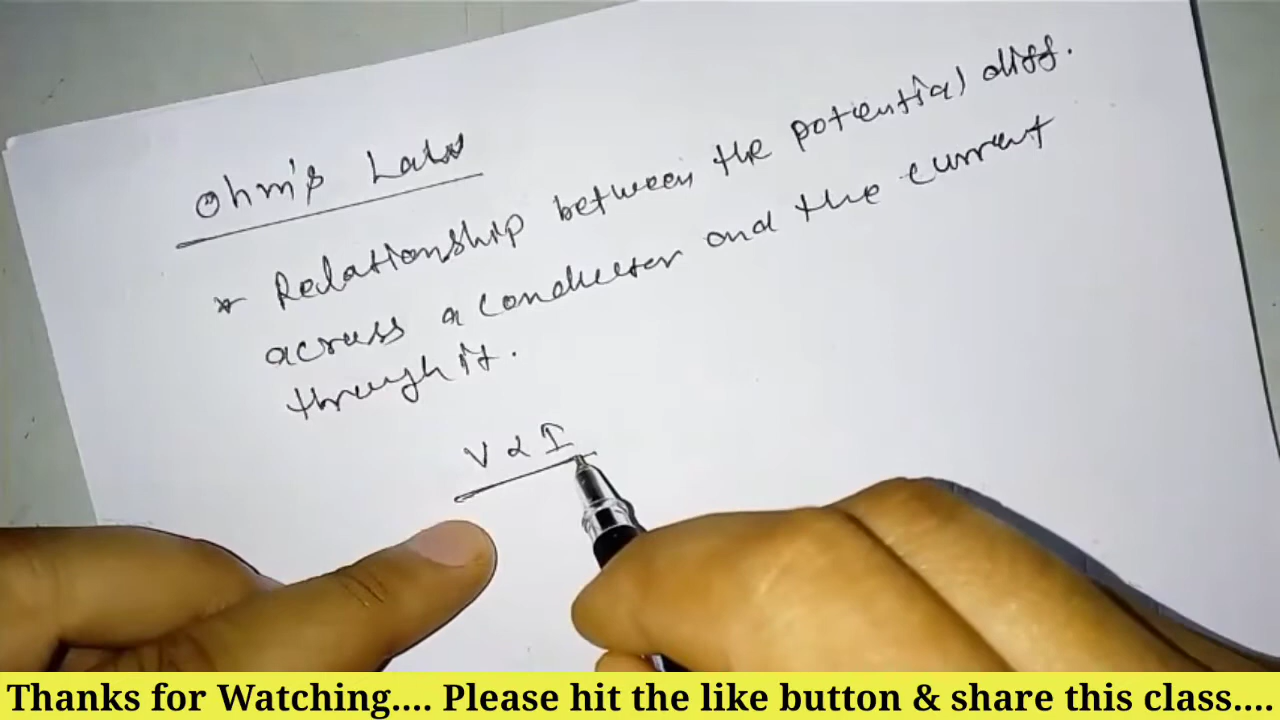 Ohm's Law
* Relationship between the potential diff.
across a conductor and the current
through it.
V ∝ I
Thanks for Watching.... Please hit the like button & share this class....